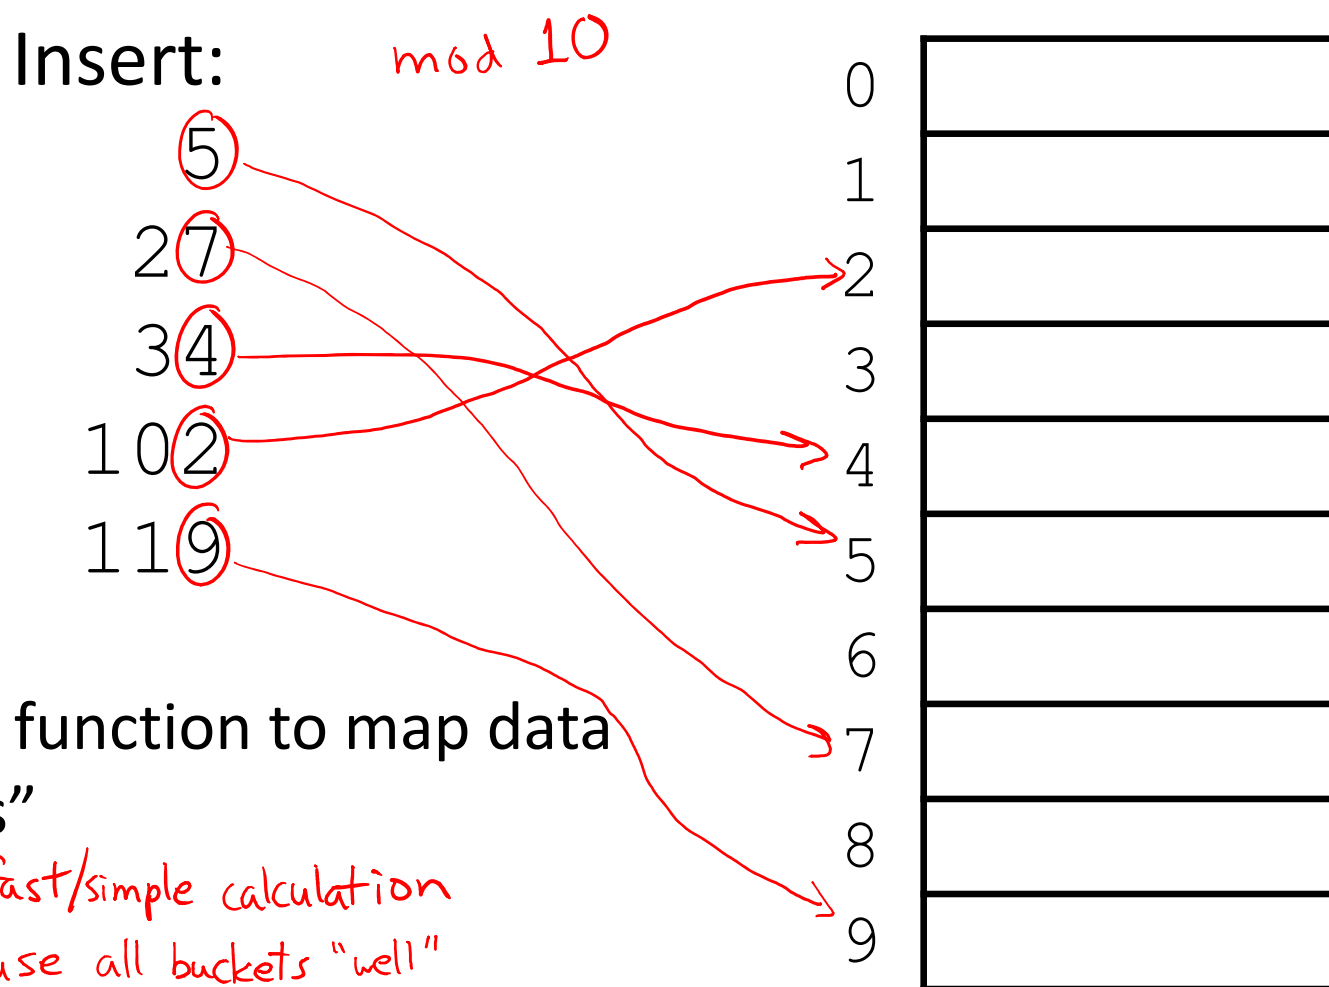 Insert:
mod 10
5
27
34
102
119
function to map data
s”
fast/simple calculation
use all buckets "well"
0
1
2
3
4
5
6
7
8
9